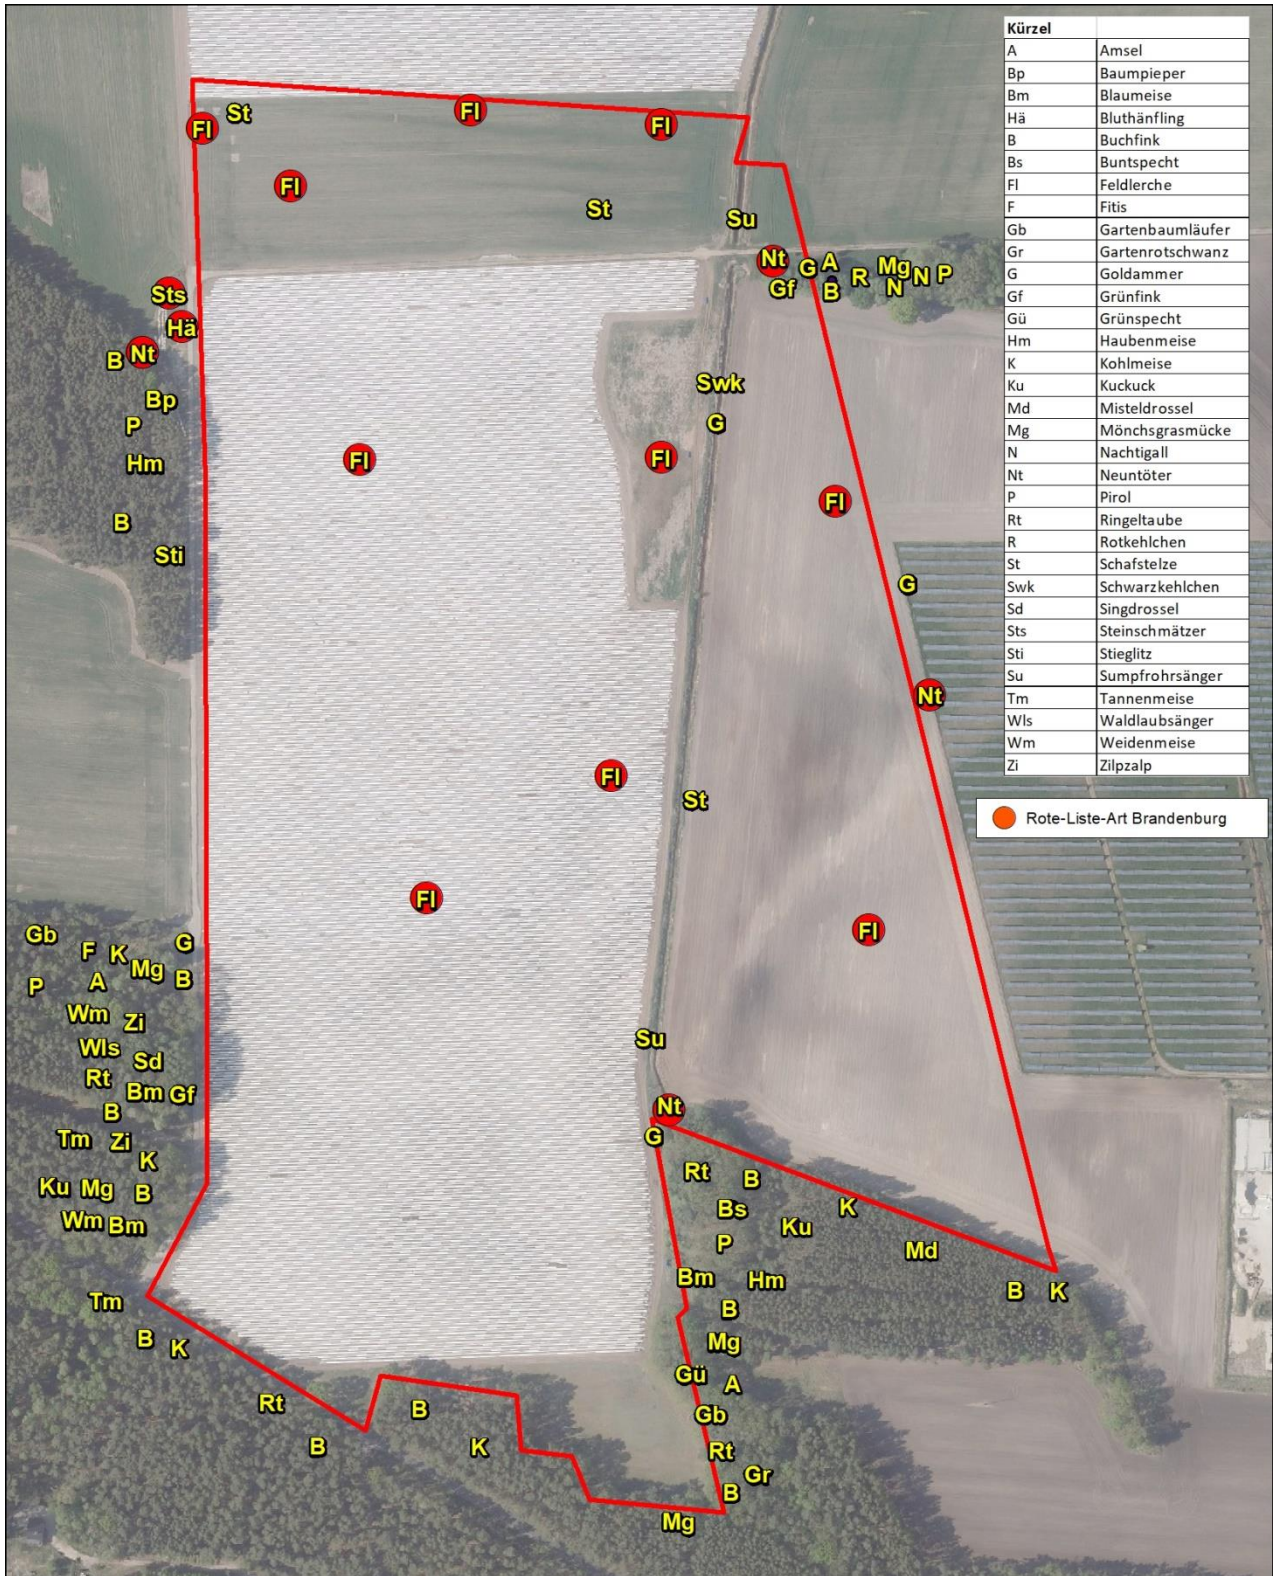 Kürzel
A Amsel
Bp Baumpieper
Bm Blaumeise
Hä Bluthänfling
B Buchfink
Bs Buntspecht
Fl Feldlerche
F Fitis
Gb Gartenbaumläufer
Gr Gartenrotschwanz
G Goldammer
Gf Grünfink
Gü Grünspecht
Hm Haubenmeise
K Kohlmeise
Ku Kuckuck
Md Misteldrossel
Mg Mönchsgrasmücke
N Nachtigall
Nt Neuntöter
P Pirol
Rt Ringeltaube
R Rotkehlchen
St Schafstelze
Swk Schwarzkehlchen
Sd Singdrossel
Sts Steinschmätzer
Sti Stieglitz
Su Sumpfrohrsänger
Tm Tannenmeise
Wls Waldlaubsänger
Wm Weidenmeise
Zi Zilpzalp
Rote-Liste-Art Brandenburg
Fl St Fl Fl
Fl
St Su
Nt G A Mg P
Gf B R N N
Sts
Hä
B Nt
Bp Swk
P G
Hm Fl Fl
B Fl
Sti
G
Nt
Fl St
Fl
Fl
Gb G
F K
Mg
P A B
Wm Zi
Wls Sd Su
Rt
Bm Gf
B Nt
Tm Zi G
K
Rt B
Ku Mg B
Bs K
Wm Bm Ku
P Md
Bm Hm
B K
Tm B
B K Mg
Gü A
Rt B Gb
B K Rt
Gr
B
Mg